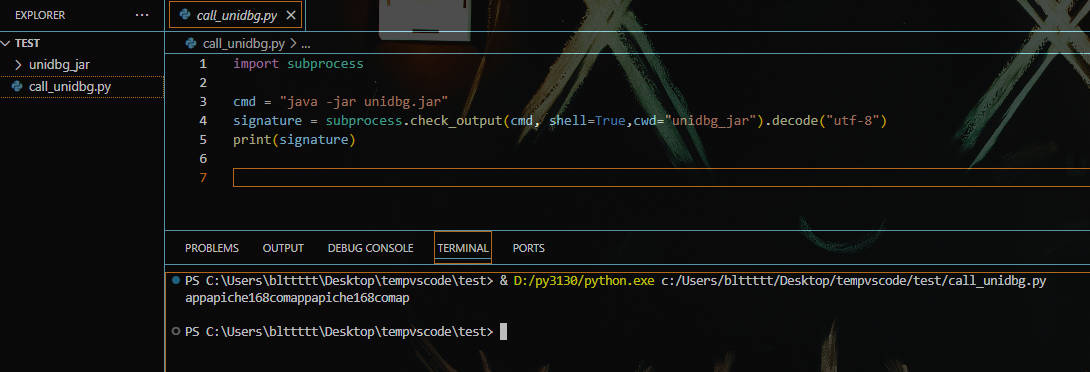 EXPLORER
TEST
unidbg_jar
call_unidbg.py
call_unidbg.py
call_unidbg.py > ...
1 import subprocess
2
3 cmd = "java -jar unidbg.jar"
4 signature = subprocess.check_output(cmd, shell=True,cwd="unidbg_jar").decode("utf-8")
5 print(signature)
6
7
PROBLEMS OUTPUT DEBUG CONSOLE TERMINAL PORTS
PS C:\Users\blttttt\Desktop\tempvscode\test> & D:/py3130/python.exe c:/Users/blttttt/Desktop/tempvscode/test/call_unidbg.py
appapiche168comappapiche168comap
PS C:\Users\blttttt\Desktop\tempvscode\test>